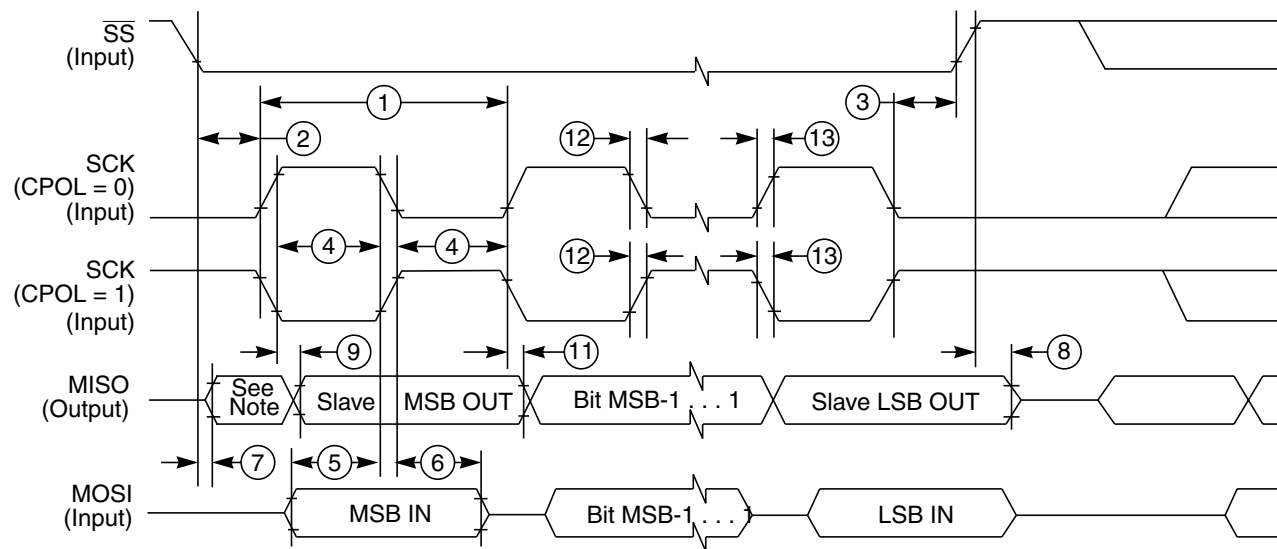 SS
(Input)
1
3
2
12
13
SCK
(CPOL = 0)
(Input)
4
4
12
13
SCK
(CPOL = 1)
(Input)
9
11
8
MISO
(Output)
See
Note
Slave
MSB OUT
Bit MSB-1 . . . 1
Slave LSB OUT
7
5
6
MOSI
(Input)
MSB IN
Bit MSB-1 . . . 1
LSB IN